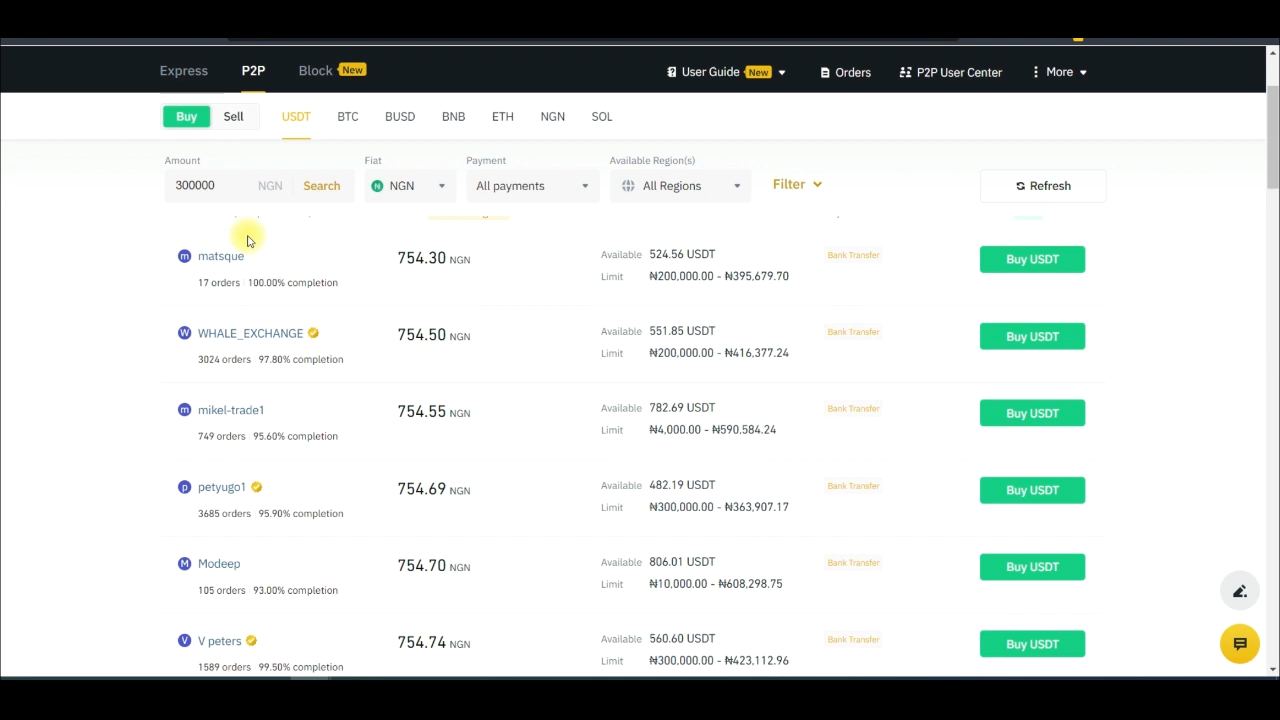 Express P2P Block New User Guide New Orders P2P User Center More
Buy Sell USDT BTC BUSD BNB ETH NGN SOL
Amount Fiat Payment Available Region(s)
300000 NGN Search N NGN All payments All Regions Filter Refresh
m matsque 754.30 NGN Available 524.56 USDT Bank Transfer Buy USDT
17 orders 100.00% completion Limit ₦200,000.00 - ₦395,679.70
W WHALE_EXCHANGE 754.50 NGN Available 551.85 USDT Bank Transfer Buy USDT
3024 orders 97.80% completion Limit ₦200,000.00 - ₦416,377.24
m mikel-trade1 754.55 NGN Available 782.69 USDT Bank Transfer Buy USDT
749 orders 95.60% completion Limit ₦4,000.00 - ₦590,584.24
p petyugo1 754.69 NGN Available 482.19 USDT Bank Transfer Buy USDT
3685 orders 95.90% completion Limit ₦300,000.00 - ₦363,907.17
M Modeep 754.70 NGN Available 806.01 USDT Bank Transfer Buy USDT
105 orders 93.00% completion Limit ₦10,000.00 - ₦608,298.75
V V peters 754.74 NGN Available 560.60 USDT Bank Transfer Buy USDT
1589 orders 99.50% completion Limit ₦300,000.00 - ₦423,112.96